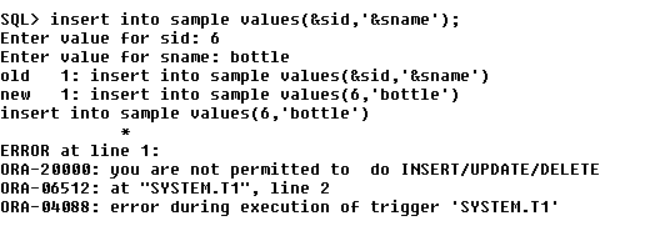 SQL> insert into sample values(&sid,'&sname');
Enter value for sid: 6
Enter value for sname: bottle
old   1: insert into sample values(&sid,'&sname')
new   1: insert into sample values(6,'bottle')
insert into sample values(6,'bottle')
            *
ERROR at line 1:
ORA-20000: you are not permitted to  do INSERT/UPDATE/DELETE
ORA-06512: at "SYSTEM.T1", line 2
ORA-04088: error during execution of trigger 'SYSTEM.T1'